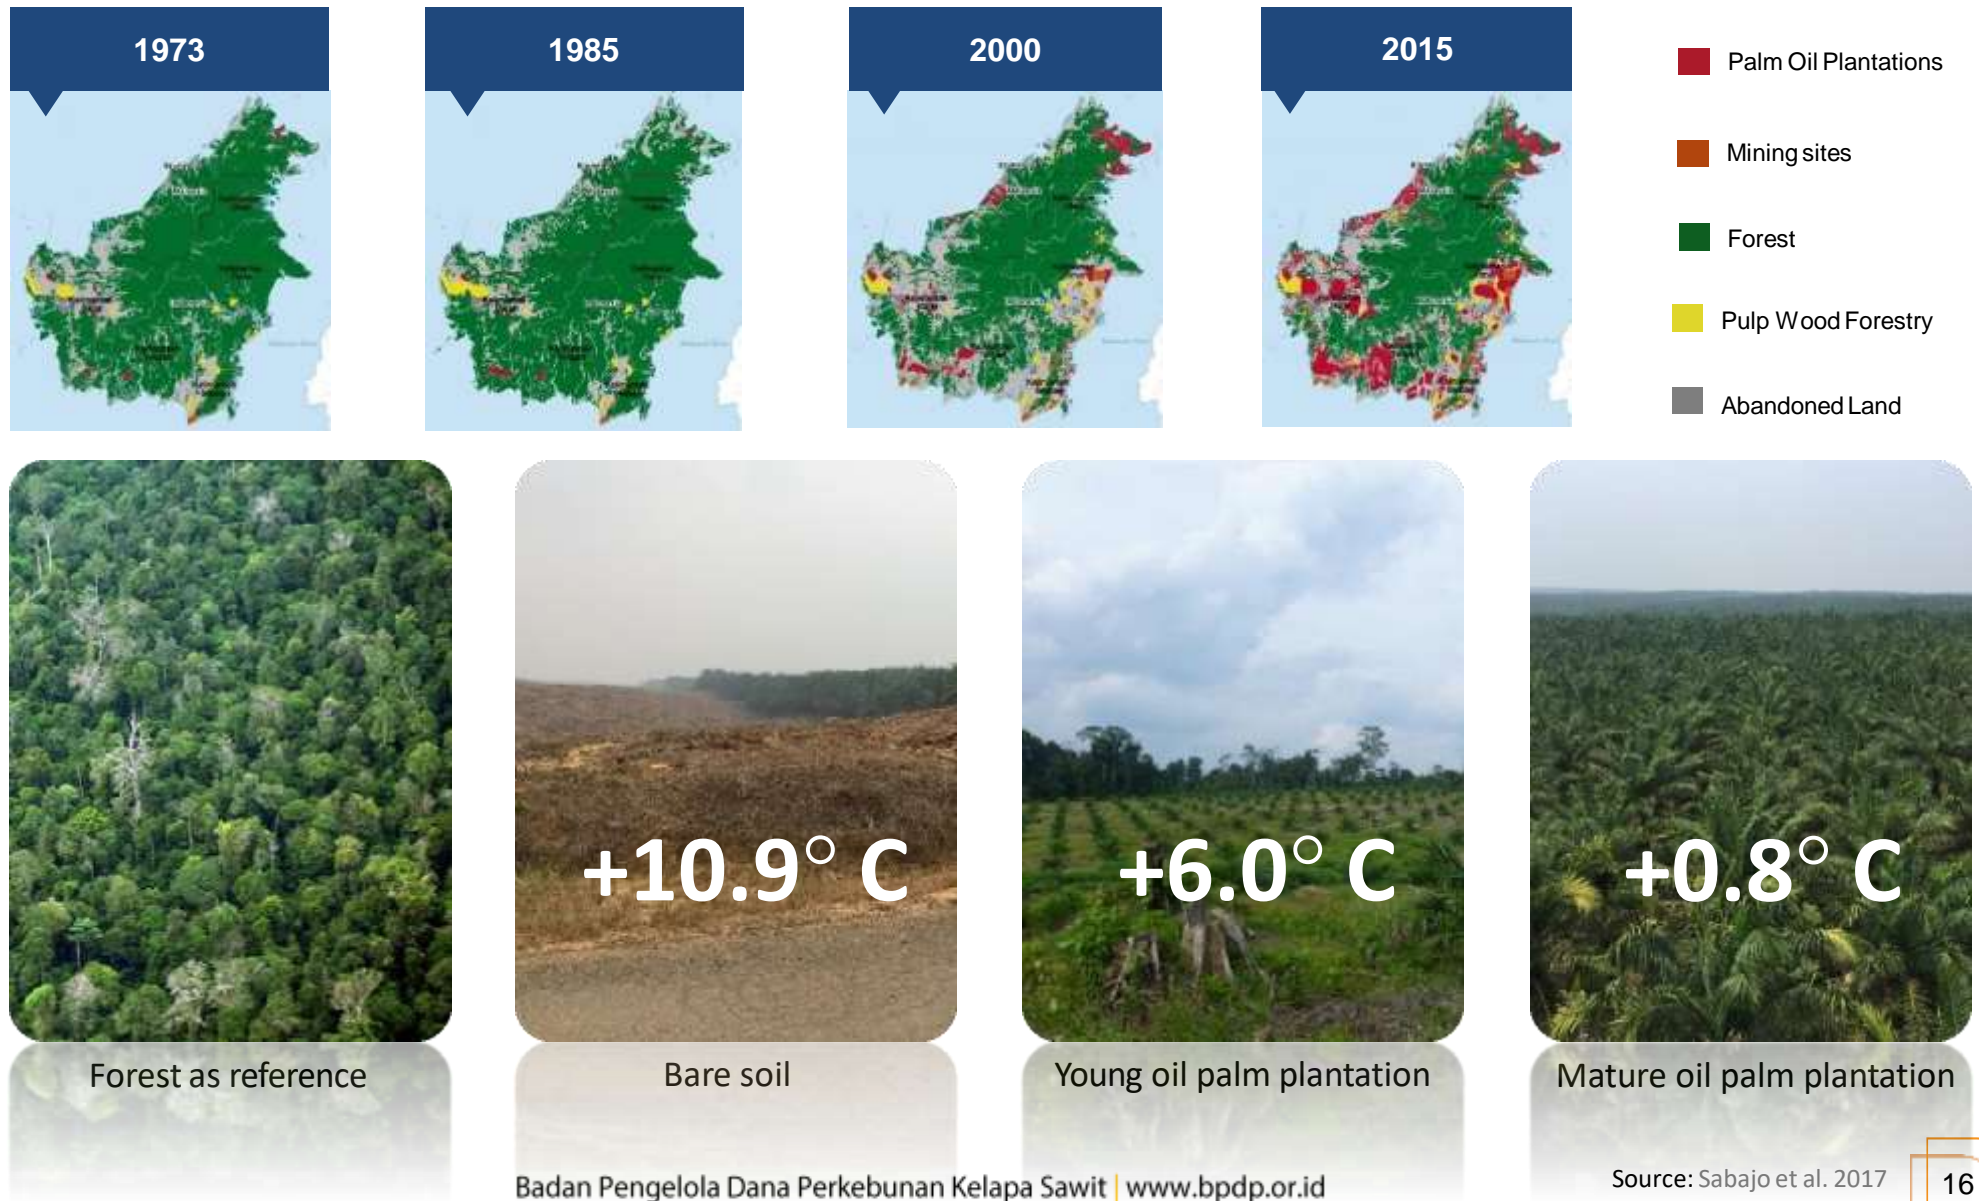 1973
1985
2000
2015
Palm Oil Plantations
Mining sites
Forest
Pulp Wood Forestry
Abandoned Land
+10.9° C
+6.0° C
+0.8° C
Forest as reference
Bare soil
Young oil palm plantation
Mature oil palm plantation
Badan Pengelola Dana Perkebunan Kelapa Sawit | www.bpdp.or.id
Source: Sabajo et al. 2017
16